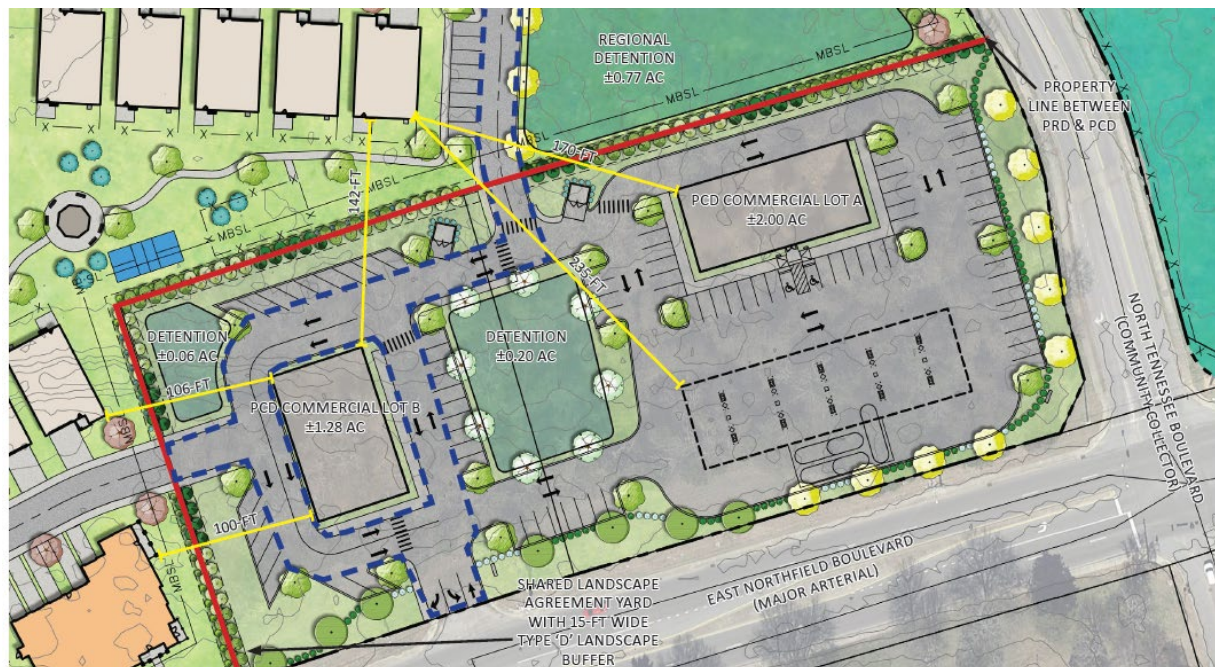 REGIONAL
DETENTION
±0.77 AC
MBSL
MBSL
PROPERTY
LINE BETWEEN
PRD & PCD
MBSL
170-FT
142-FT
MBSL
PCD COMMERCIAL LOT A
±2.00 AC
MBSL
235-FT
DETENTION
±0.06 AC
DETENTION
±0.20 AC
106-FT
PCD COMMERCIAL LOT B
±1.28 AC
NORTH TENNESSEE BOULEVARD
(COMMUNITY COLLECTOR)
100-FT
MBSL
EAST NORTHFIELD BOULEVARD
(MAJOR ARTERIAL)
SHARED LANDSCAPE
AGREEMENT YARD
WITH 15-FT WIDE
TYPE 'D' LANDSCAPE
BUFFER